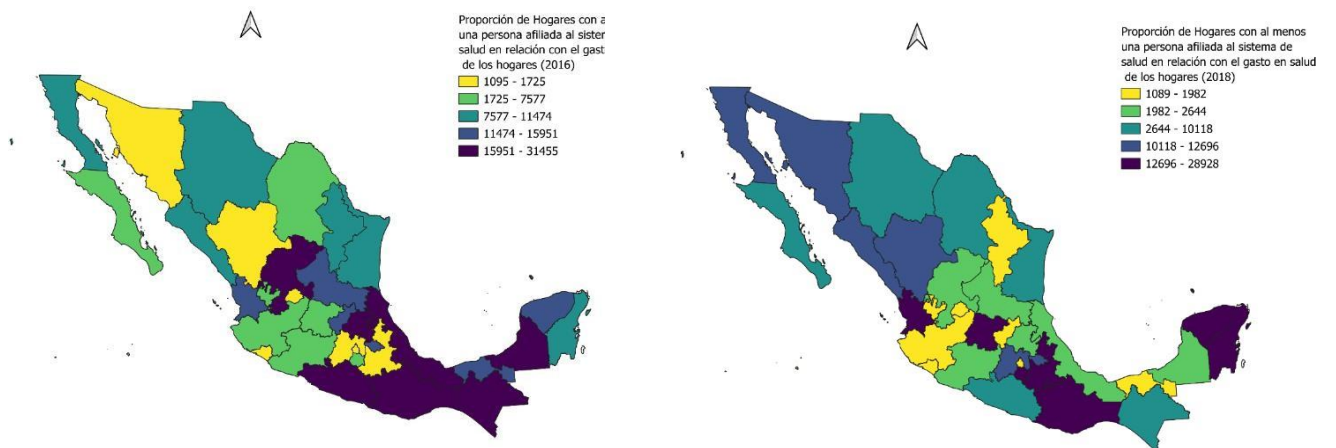 Proporción de Hogares con a
una persona afiliada al sister
salud en relación con el gast
de los hogares (2016)
1095 - 1725
1725 - 7577
7577 - 11474
11474 - 15951
15951 - 31455
Proporción de Hogares con al menos
una persona afiliada al sistema de
salud en relación con el gasto en salud
de los hogares (2018)
1089 - 1982
1982 - 2644
2644 - 10118
10118 - 12696
12696 - 28928